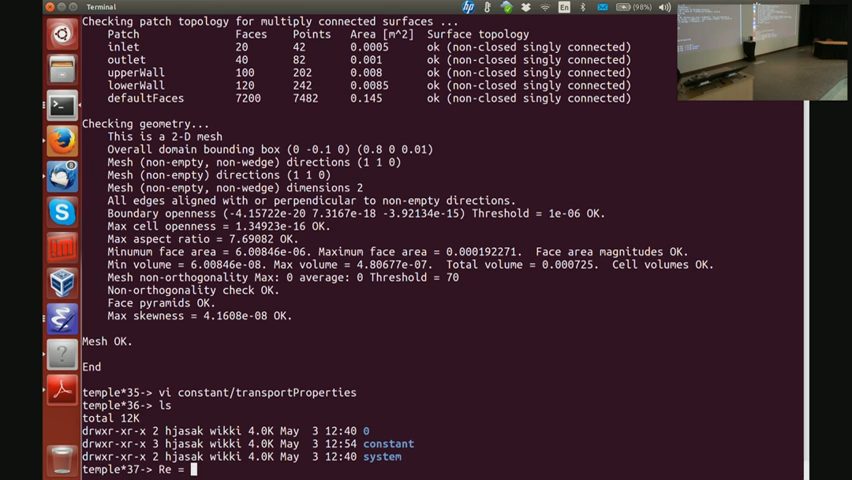 Terminal
hp
En
(98%)
Checking patch topology for multiply connected surfaces ...
Patch Faces Points Area [m^2] Surface topology
inlet 20 42 0.0005 ok (non-closed singly connected)
outlet 40 82 0.001 ok (non-closed singly connected)
upperWall 100 202 0.008 ok (non-closed singly connected)
lowerWall 120 242 0.0085 ok (non-closed singly connected)
defaultFaces 7200 7482 0.145 ok (non-closed singly connected)
Checking geometry...
This is a 2-D mesh
Overall domain bounding box (0 -0.1 0) (0.8 0 0.01)
Mesh (non-empty, non-wedge) directions (1 1 0)
Mesh (non-empty) directions (1 1 0)
Mesh (non-empty, non-wedge) dimensions 2
All edges aligned with or perpendicular to non-empty directions.
Boundary openness (-4.15722e-20 7.3167e-18 -3.92134e-15) Threshold = 1e-06 OK.
Max cell openness = 1.34923e-16 OK.
Max aspect ratio = 7.69082 OK.
Minumum face area = 6.00846e-06. Maximum face area = 0.000192271. Face area magnitudes OK.
Min volume = 6.00846e-08. Max volume = 4.80677e-07. Total volume = 0.000725. Cell volumes OK.
Mesh non-orthogonality Max: 0 average: 0 Threshold = 70
Non-orthogonality check OK.
Face pyramids OK.
Max skewness = 4.1608e-08 OK.
Mesh OK.
End
temple*35-> vi constant/transportProperties
temple*36-> ls
total 12K
drwxr-xr-x 2 hjasak wikki 4.0K May 3 12:40 0
drwxr-xr-x 3 hjasak wikki 4.0K May 3 12:54 constant
drwxr-xr-x 2 hjasak wikki 4.0K May 3 12:40 system
temple*37-> Re =